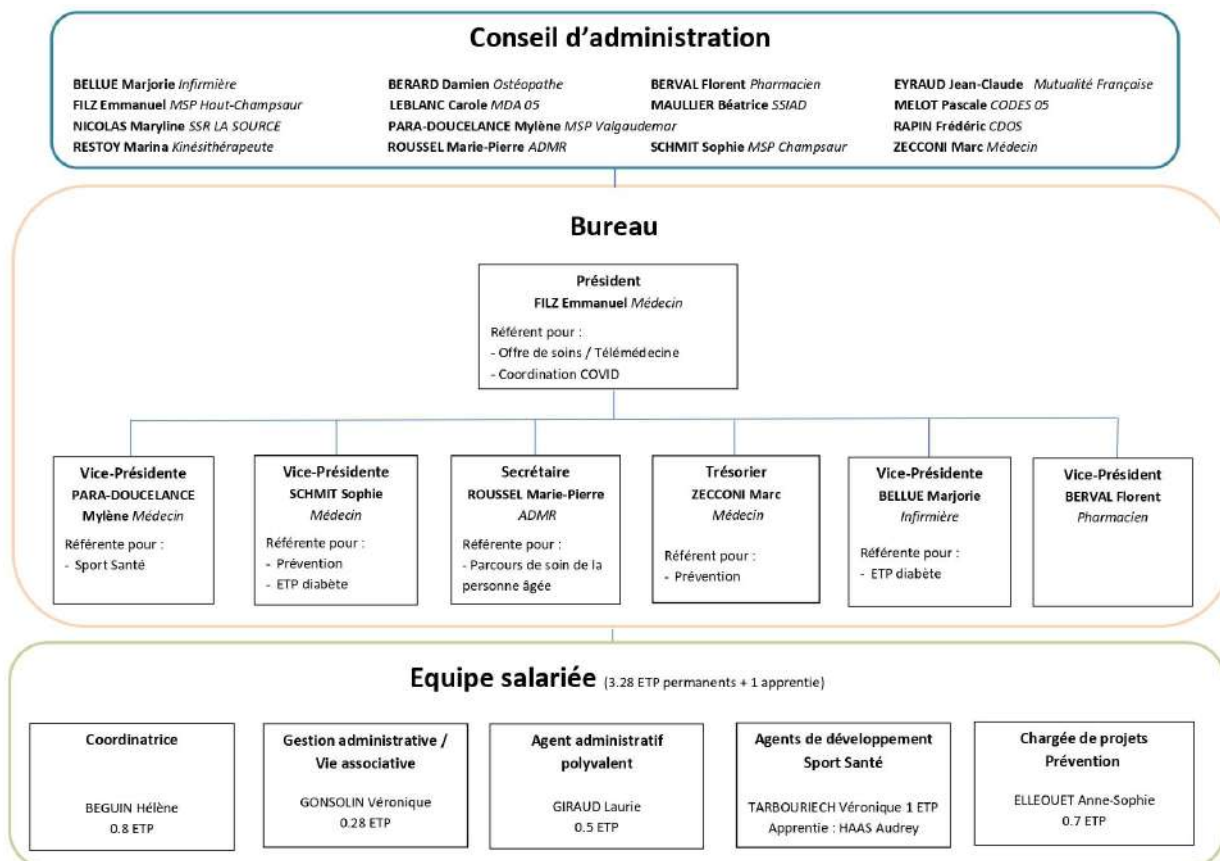 Conseil d'administration
BELLUE Marjorie Infirmière BERARD Damien Ostéopathe BERVAL Florent Pharmacien EYRAUD Jean-Claude Mutualité Française
FILZ Emmanuel MSP Haut-Champsaur LEBLANC Carole MDA 05 MAULLIER Béatrice SSIAD MELOT Pascale CODES 05
NICOLAS Maryline SSR LA SOURCE PARA-DOUCELANCE Mylène MSP Valgaudemar RAPIN Frédéric CDOS
RESTOY Marina Kinésithérapeute ROUSSEL Marie-Pierre ADMR SCHMIT Sophie MSP Champsaur ZECCONI Marc Médecin
Bureau
Président
FILZ Emmanuel Médecin
Référent pour :
- Offre de soins / Télémédecine
- Coordination COVID
Vice-Présidente
PARA-DOUCELANCE
Mylène Médecin
Référente pour :
- Sport Santé
Vice-Présidente
SCHMIT Sophie
Médecin
Référente pour :
- Prévention
- ETP diabète
Secrétaire
ROUSSEL Marie-Pierre
ADMR
Référente pour :
- Parcours de soin de la
personne âgée
Trésorier
ZECCONI Marc
Médecin
Référent pour :
- Prévention
Vice-Présidente
BELLUE Marjorie
Infirmière
Référente pour :
- ETP diabète
Vice-Président
BERVAL Florent
Pharmacien
Equipe salariée (3.28 ETP permanents + 1 apprentie)
Coordinatrice
BEGUIN Hélène
0.8 ETP
Gestion administrative /
Vie associative
GONSOLIN Véronique
0.28 ETP
Agent administratif
polyvalent
GIRAUD Laurie
0.5 ETP
Agents de développement
Sport Santé
TARBOURIECH Véronique 1 ETP
Apprentie : HAAS Audrey
Chargée de projets
Prévention
ELLEOUET Anne-Sophie
0.7 ETP